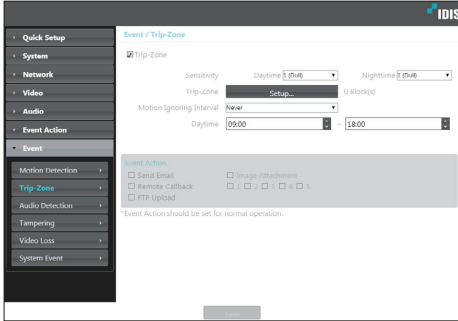 IDIS
Quick Setup
System
Network
Video
Audio
Event Action
Event
Motion Detection
Trip-Zone
Audio Detection
Tampering
Video Loss
System Event
Event / Trip-Zone
Trip-Zone
Sensitivity Daytime 1 (Dull) Nighttime 1 (Dull)
Trip-Zone Setup... 0 Block(s)
Motion Ignoring Interval Never
Daytime 09:00 ~ 18:00
Event Action
Send Email Image Attachment
Remote Callback 1 2 3 4 5
FTP Upload
*Event Action should be set for normal operation.
Save